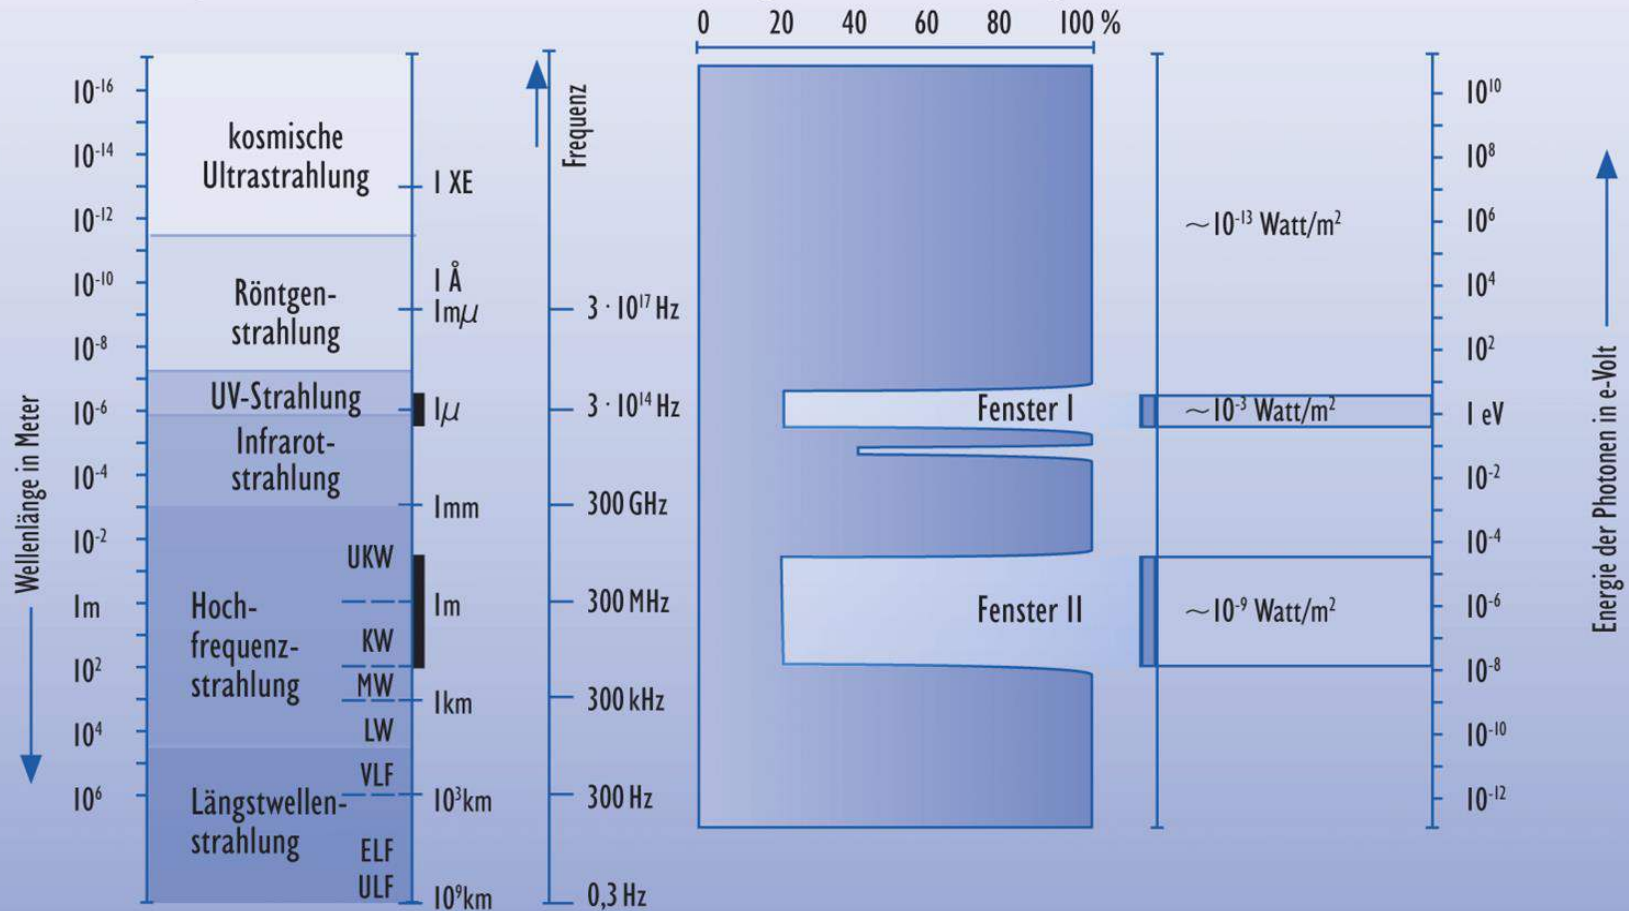 0 20 40 60 80 100 %
Wellenlänge in Meter
10⁻¹⁶
10⁻¹⁴
10⁻¹²
10⁻¹⁰
10⁻⁸
10⁻⁶
10⁻⁴
10⁻²
1m
10²
10⁴
10⁶
kosmische
Ultrastrahlung
Röntgen-
strahlung
UV-Strahlung
Infrarot-
strahlung
Hoch-
frequenz-
strahlung
Längstwellen-
strahlung
UKW
KW
MW
LW
VLF
ELF
ULF
1 XE
1 Å
1mµ
1µ
1mm
1m
1km
10³km
10⁹km
Frequenz
3 · 10¹⁷ Hz
3 · 10¹⁴ Hz
300 GHz
300 MHz
300 kHz
300 Hz
0,3 Hz
Fenster I
Fenster II
~10⁻¹³ Watt/m²
~10⁻³ Watt/m²
~10⁻⁹ Watt/m²
10¹⁰
10⁸
10⁶
10⁴
10²
1 eV
10⁻²
10⁻⁴
10⁻⁶
10⁻⁸
10⁻¹⁰
10⁻¹²
Energie der Photonen in e-Volt